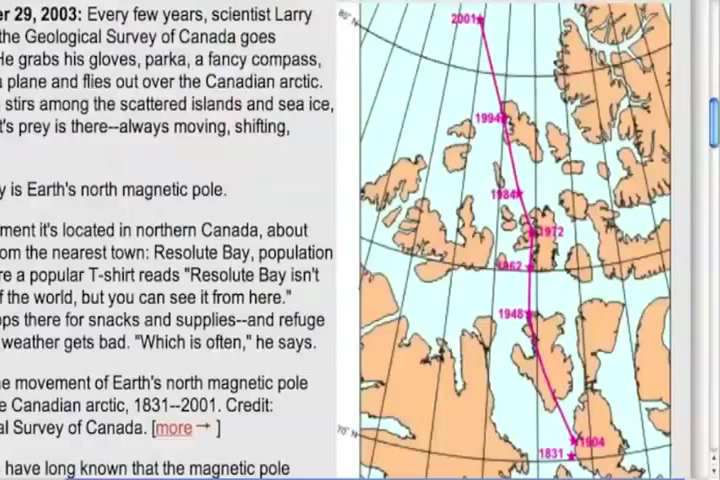 er 29, 2003: Every few years, scientist Larry
the Geological Survey of Canada goes
He grabs his gloves, parka, a fancy compass,
a plane and flies out over the Canadian arctic.
stirs among the scattered islands and sea ice,
t's prey is there--always moving, shifting,
y is Earth's north magnetic pole.
ment it's located in northern Canada, about
om the nearest town: Resolute Bay, population
re a popular T-shirt reads "Resolute Bay isn't
f the world, but you can see it from here."
ops there for snacks and supplies--and refuge
weather gets bad. "Which is often," he says.
e movement of Earth's north magnetic pole
e Canadian arctic, 1831--2001. Credit:
al Survey of Canada. [more → ]
have long known that the magnetic pole
80° N
2001
1994
1984
1972
1962
1948
70° N
1904
1831